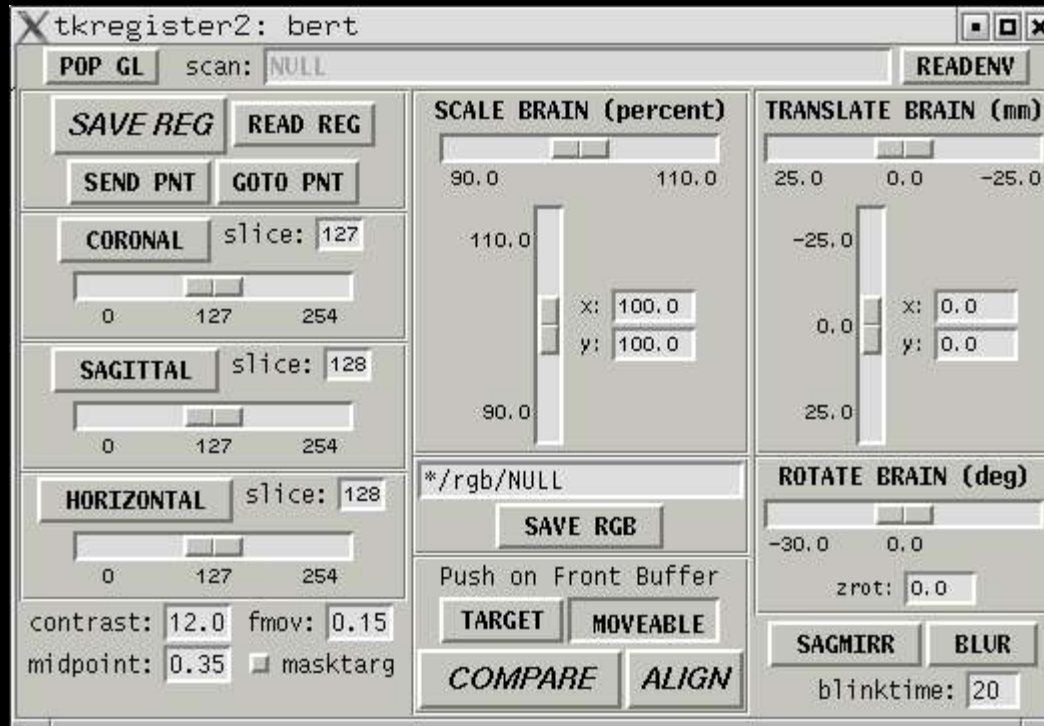 tkregister2: bert
POP GL scan: NULL READENV
SAVE REG READ REG
SEND PNT GOTO PNT
CORONAL slice: 127
0 127 254
SAGITTAL slice: 128
0 127 254
HORIZONTAL slice: 128
0 127 254
contrast: 12.0 fmov: 0.15
midpoint: 0.35 masktarg
SCALE BRAIN (percent)
90.0 110.0
110.0
x: 100.0
y: 100.0
90.0
*/rgb/NULL
SAVE RGB
Push on Front Buffer
TARGET MOVEABLE
COMPARE ALIGN
TRANSLATE BRAIN (mm)
25.0 0.0 -25.0
-25.0
x: 0.0
0.0
y: 0.0
25.0
ROTATE BRAIN (deg)
-30.0 0.0
zrot: 0.0
SAGMIRR BLUR
blinktime: 20